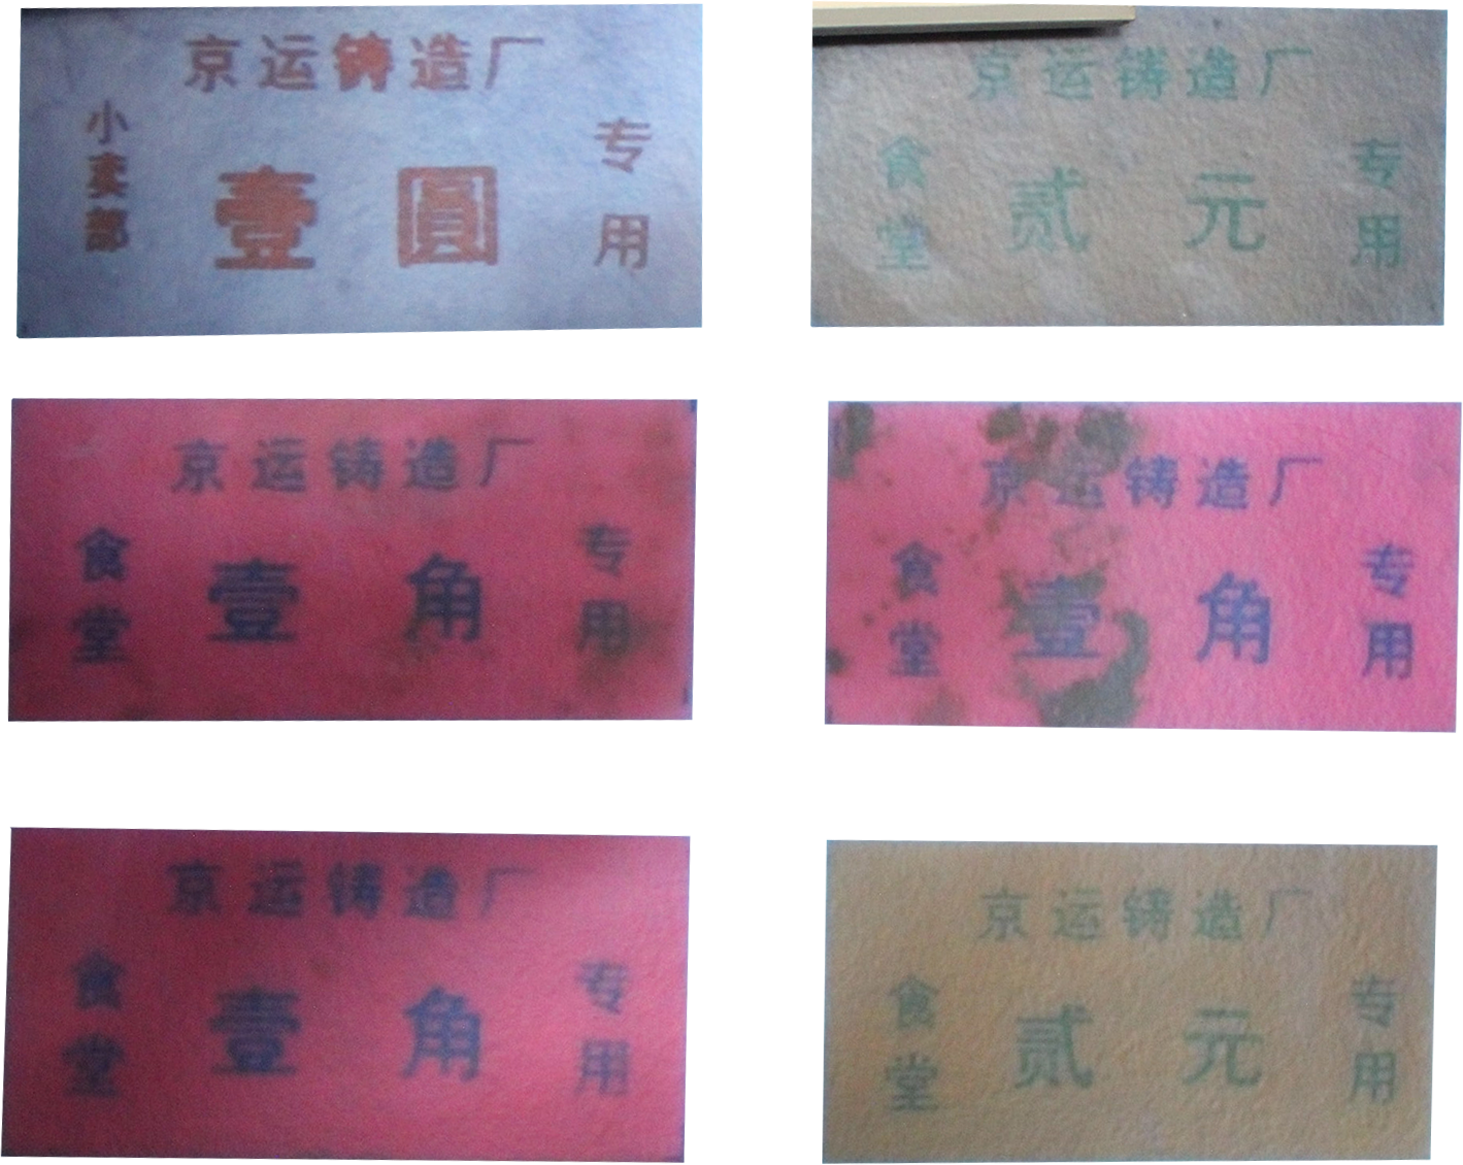 京运铸造厂
小卖部
壹圆
专用
京运铸造厂
食堂
贰元
专用
京运铸造厂
食堂
壹角
专用
京运铸造厂
食堂
壹角
专用
京运铸造厂
食堂
壹角
专用
京运铸造厂
食堂
贰元
专用